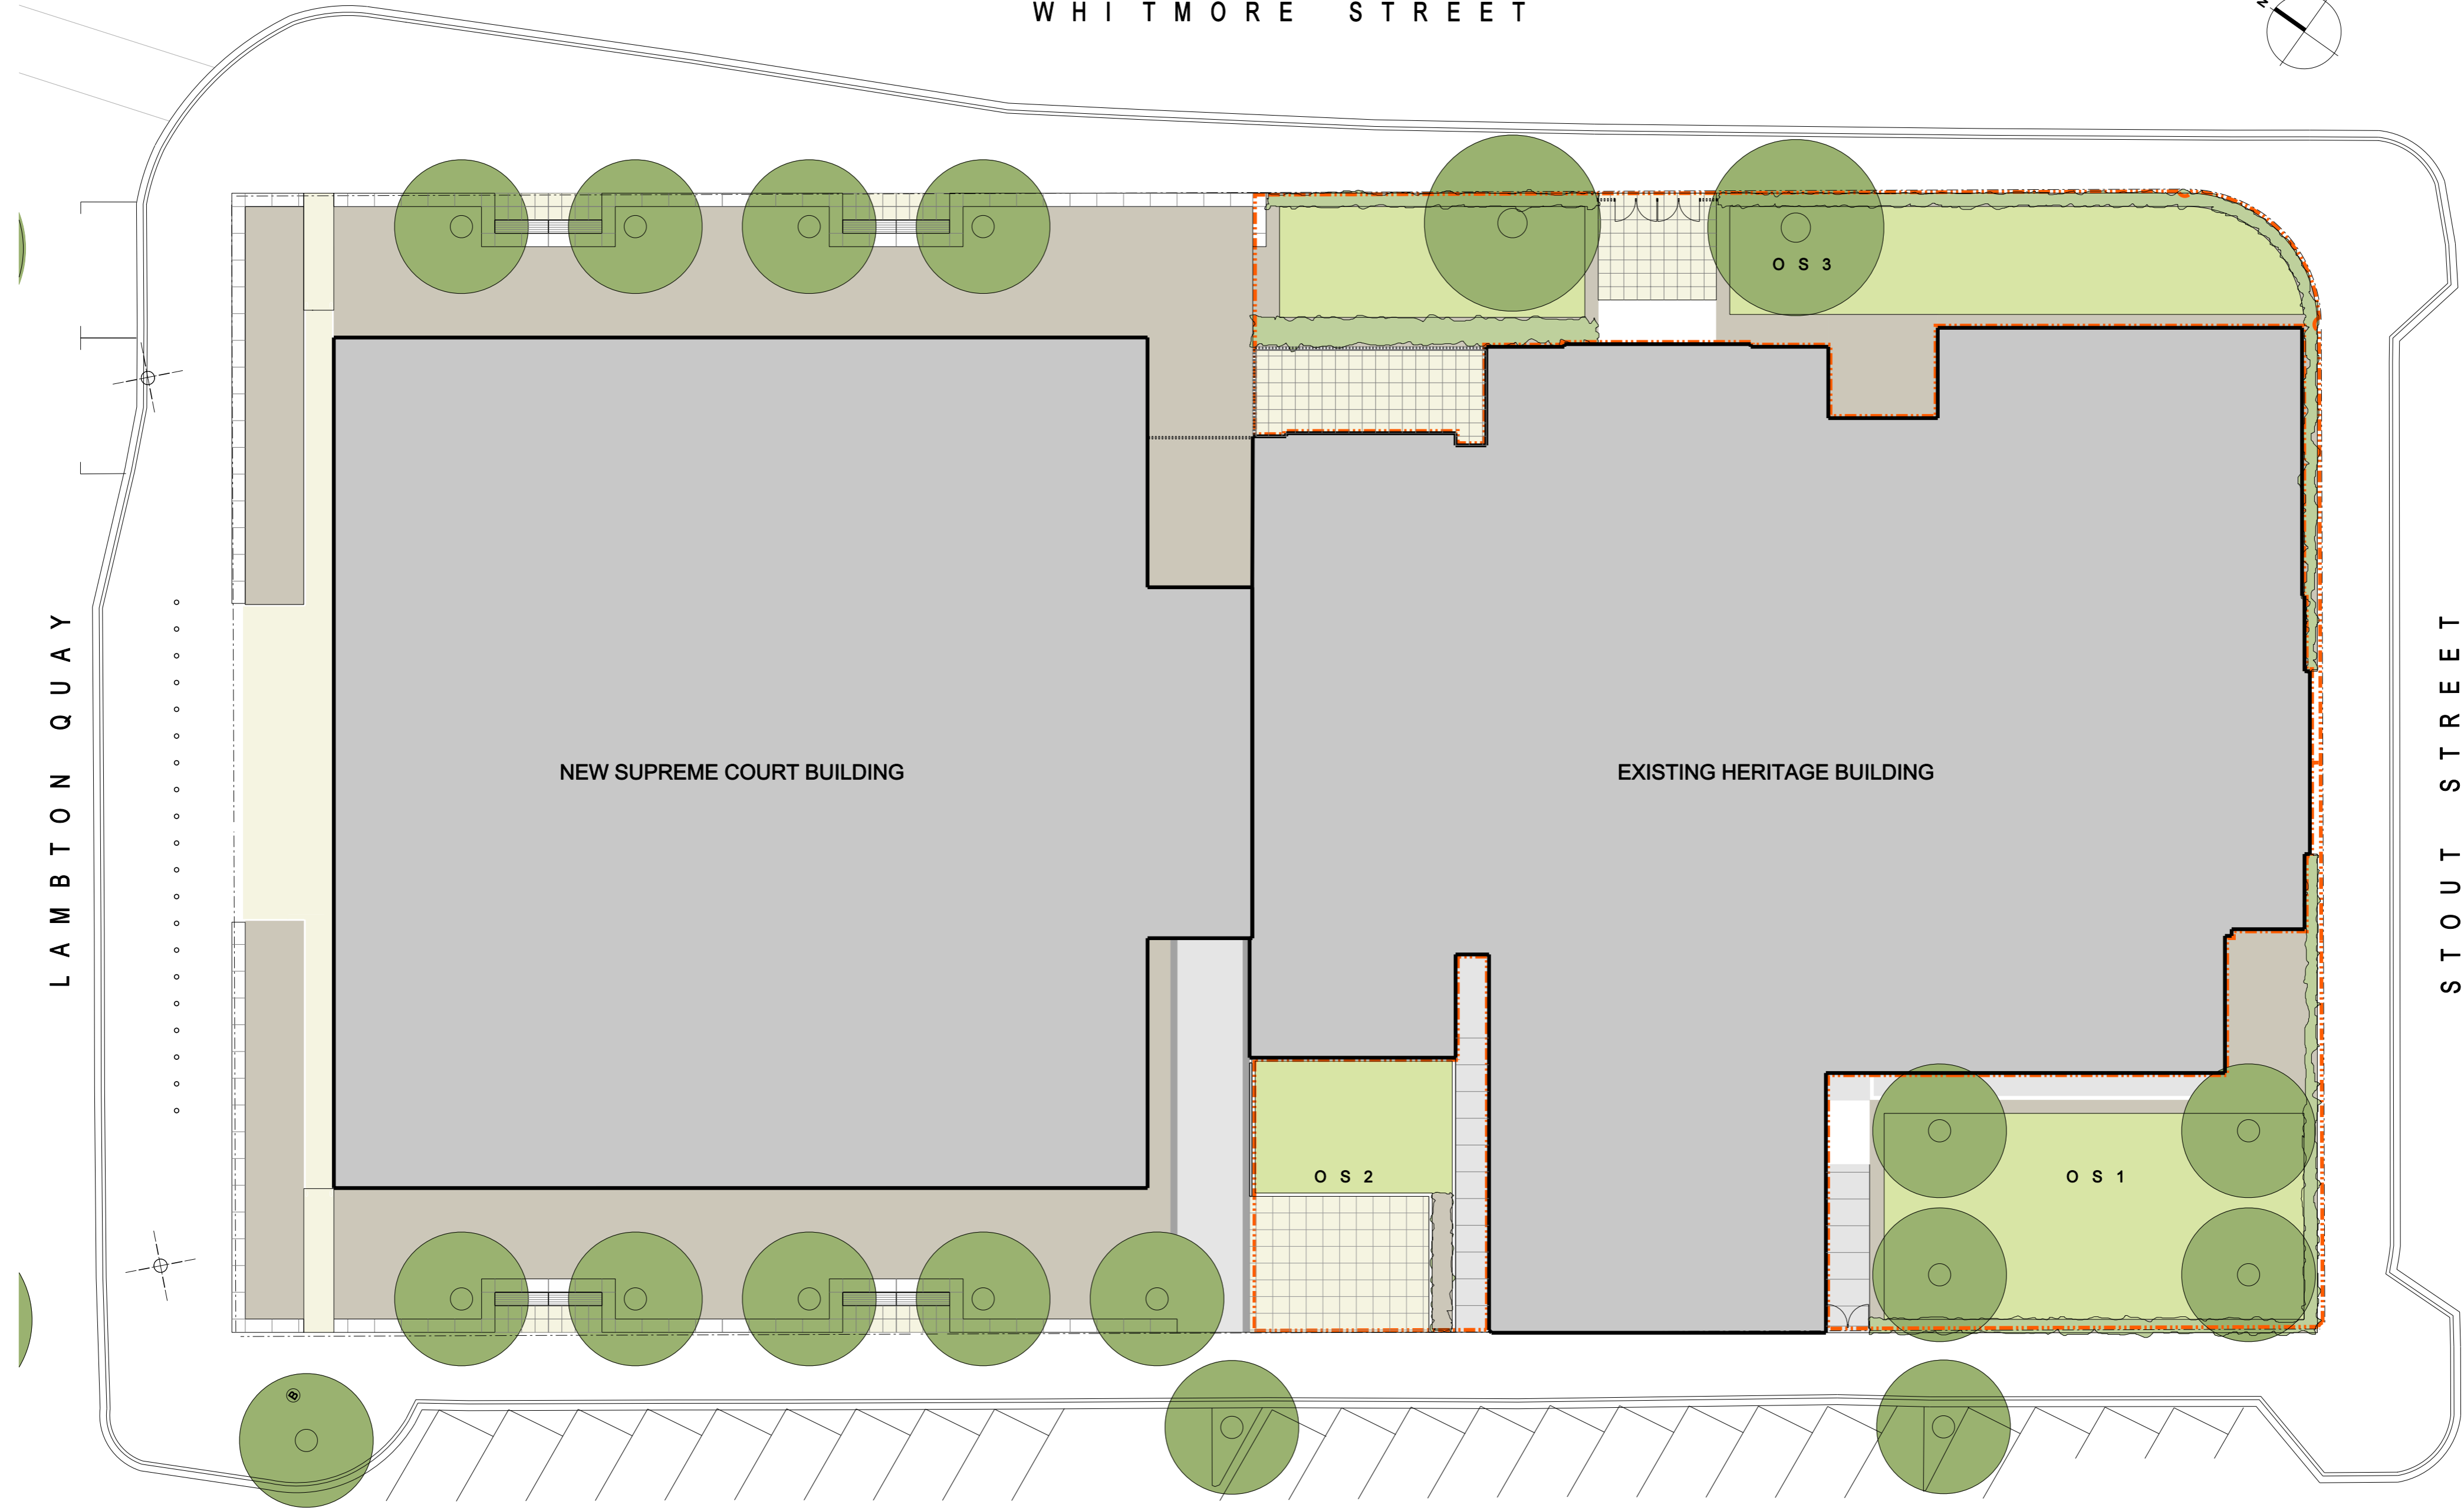 WHITMORE STREET
N
OS3
LAMBTON QUAY
NEW SUPREME COURT BUILDING
EXISTING HERITAGE BUILDING
STOUT STREET
OS2
OS1
B